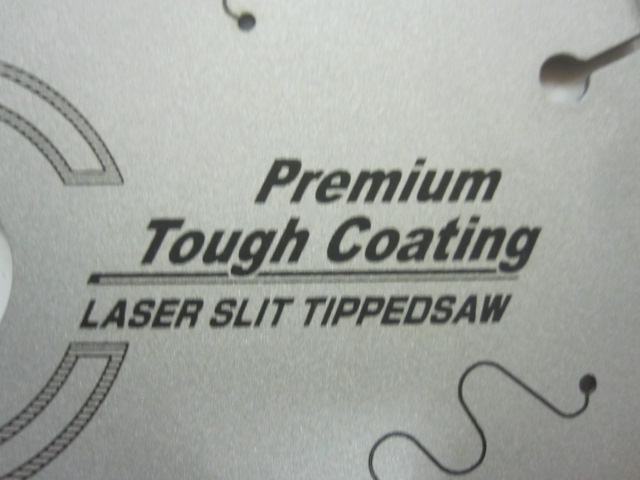 Premium
Tough Coating
LASER SLIT TIPPEDSAW